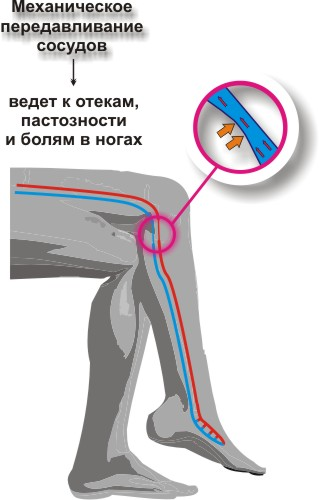 Механическое
передавливание
сосудов
ведет к отекам,
пастозности
и болям в ногах